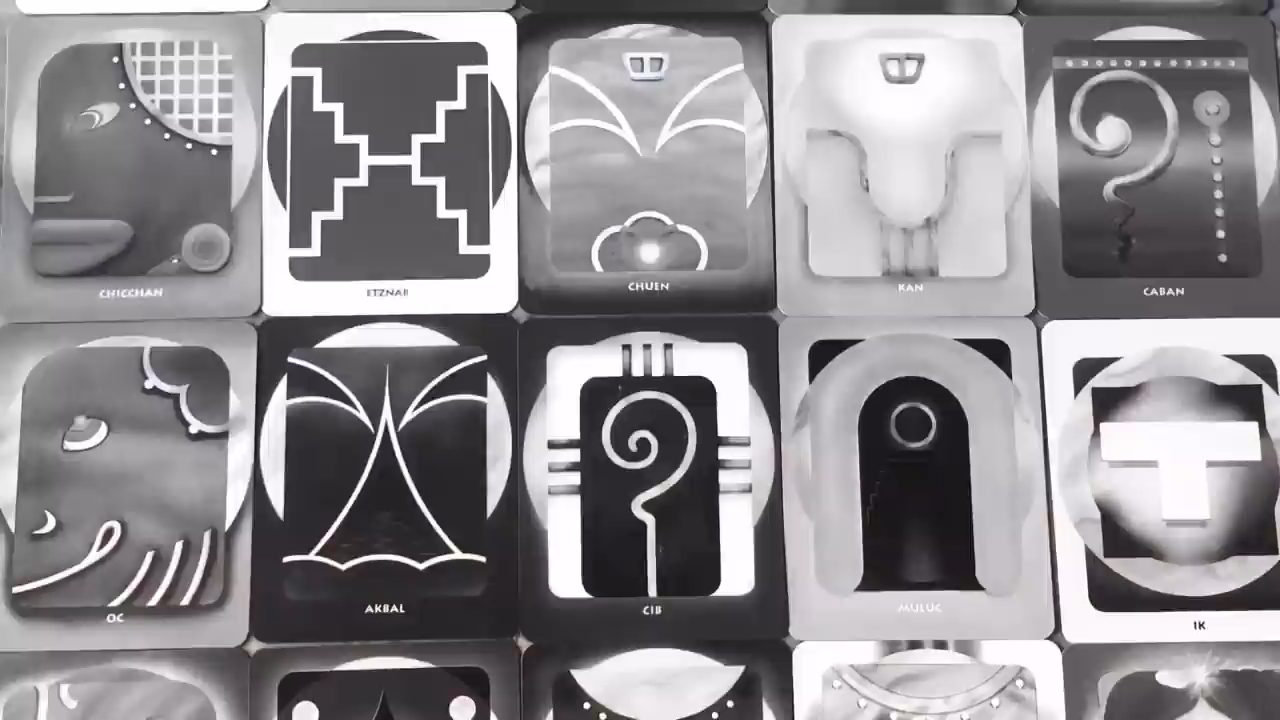 CHICCHAN
ETZNAB
CHUEN
KAN
CABAN
OC
AKBAL
CIB
MULUC
IK